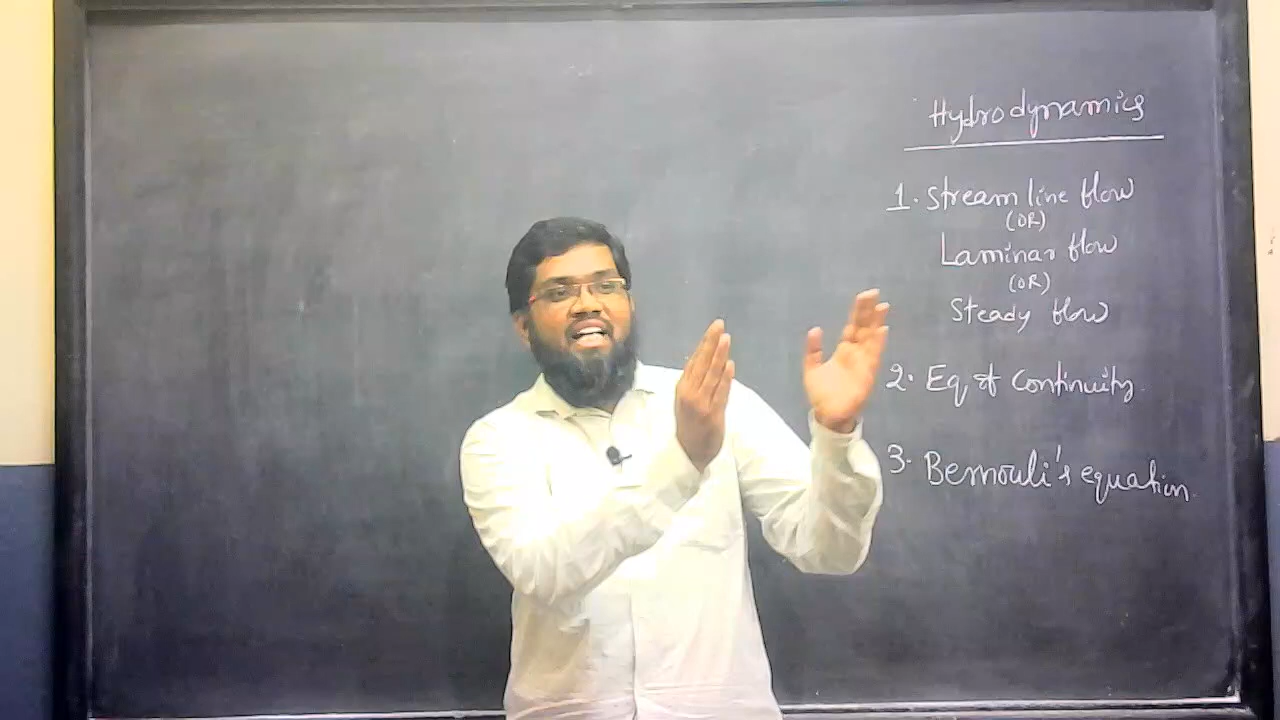 Hydrodynamics
1. Stream line flow
(OR)
Laminar flow
(OR)
Steady flow
2. Eq of Continuity
3. Bernouli's equation